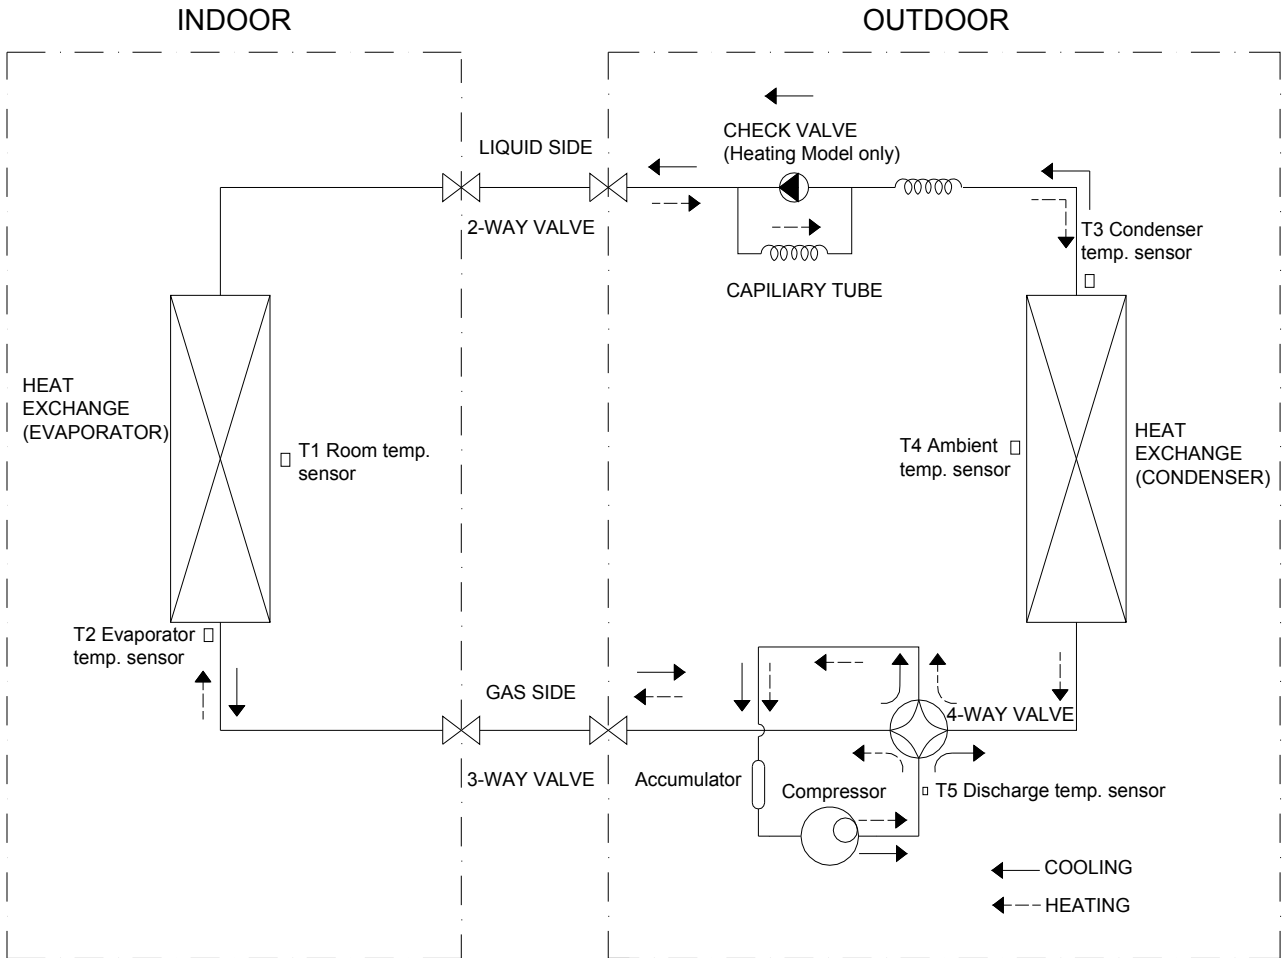 INDOOR
OUTDOOR
LIQUID SIDE
CHECK VALVE
(Heating Model only)
2-WAY VALVE
T3 Condenser
temp. sensor
CAPILIARY TUBE
HEAT
EXCHANGE
(EVAPORATOR)
T1 Room temp.
sensor
T4 Ambient
temp. sensor
HEAT
EXCHANGE
(CONDENSER)
T2 Evaporator
temp. sensor
GAS SIDE
4-WAY VALVE
3-WAY VALVE
Accumulator
Compressor
T5 Discharge temp. sensor
COOLING
HEATING